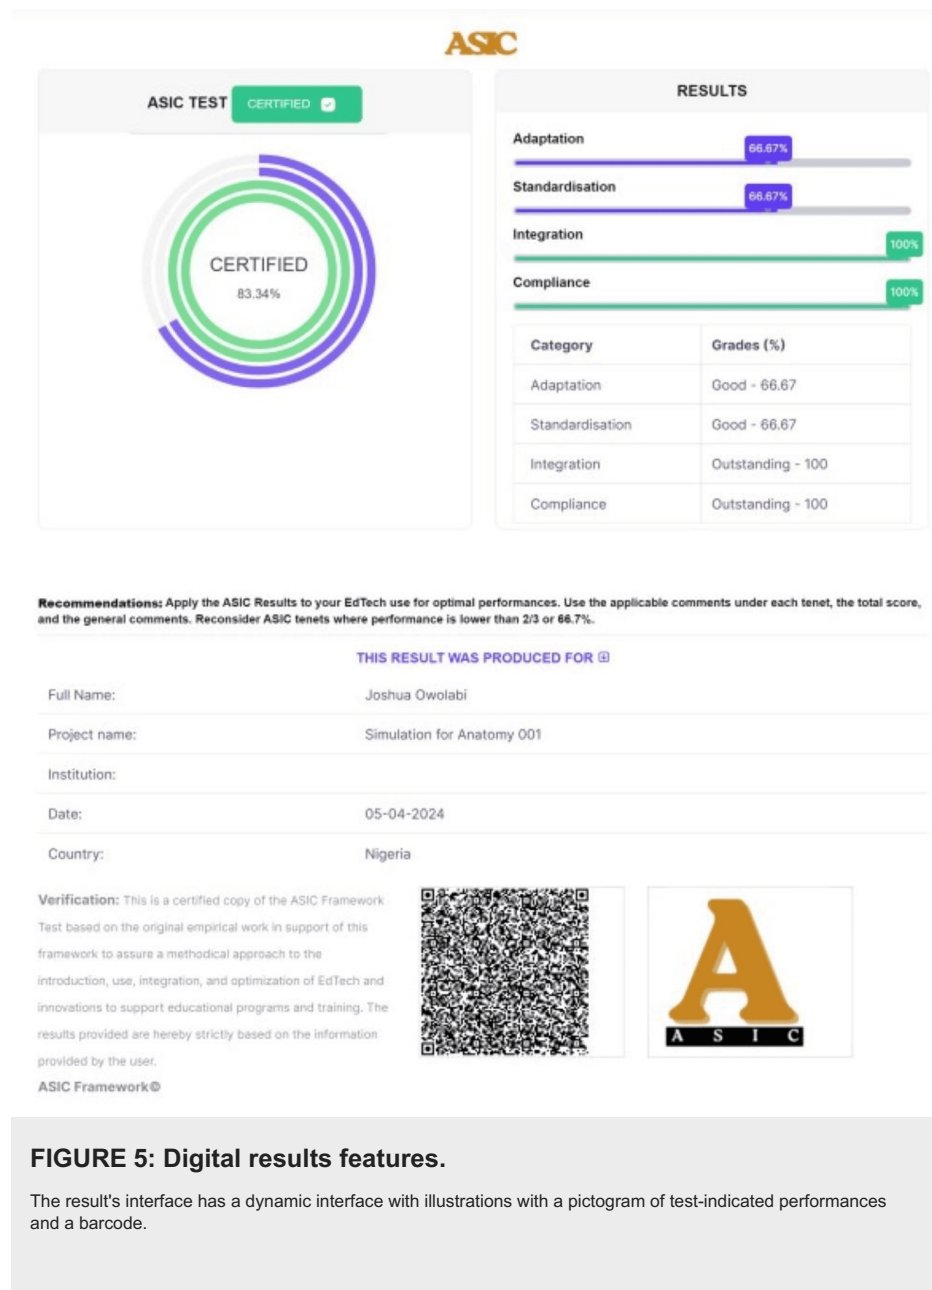 ASIC
ASIC TEST CERTIFIED
CERTIFIED
83.34%
RESULTS
Adaptation
66.67%
Standardisation
66.67%
Integration
100%
Compliance
100%
Category Grades (%)
Adaptation Good - 66.67
Standardisation Good - 66.67
Integration Outstanding - 100
Compliance Outstanding - 100
Recommendations: Apply the ASIC Results to your EdTech use for optimal performances. Use the applicable comments under each tenet, the total score,
and the general comments. Reconsider ASIC tenets where performance is lower than 2/3 or 66.7%.
THIS RESULT WAS PRODUCED FOR
Full Name: Joshua Owolabi
Project name: Simulation for Anatomy 001
Institution:
Date: 05-04-2024
Country: Nigeria
Verification: This is a certified copy of the ASIC Framework
Test based on the original empirical work in support of this
framework to assure a methodical approach to the
introduction, use, integration, and optimization of EdTech and
innovations to support educational programs and training. The
results provided are hereby strictly based on the information
provided by the user.
ASIC Framework©
A
A S I C
FIGURE 5: Digital results features.
The result's interface has a dynamic interface with illustrations with a pictogram of test-indicated performances
and a barcode.